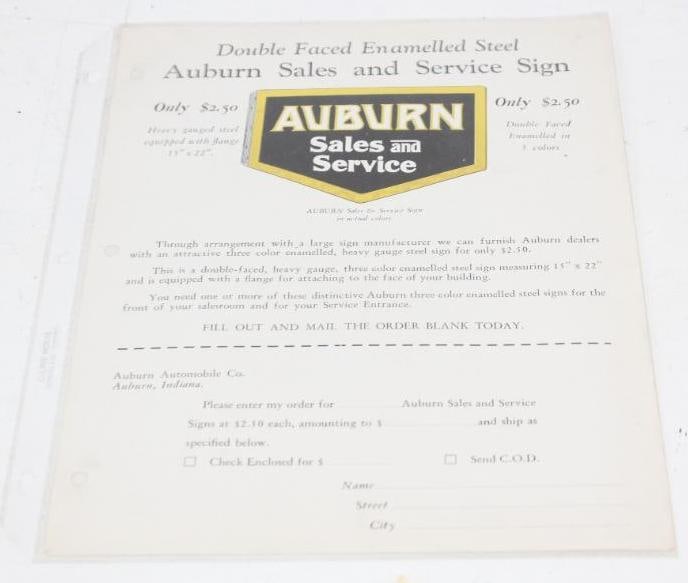 Double Faced Enamelled Steel
Auburn Sales and Service Sign
Only $2.50
Heavy gauged steel
equipped with flange
15" x 22".
AUBURN
Sales and
Service
Only $2.50
Double Faced
Enamelled in
3 colors
AUBURN Sales & Service Sign
in actual colors
Through arrangement with a large sign manufacturer we can furnish Auburn dealers
with an attractive three color enamelled, heavy gauge steel sign for only $2.50.
This is a double-faced, heavy gauge, three color enamelled steel sign measuring 15" x 22"
and is equipped with a flange for attaching to the face of your building.
You need one or more of these distinctive Auburn three color enamelled steel signs for the
front of your salesroom and for your Service Entrance.
FILL OUT AND MAIL THE ORDER BLANK TODAY.
Auburn Automobile Co.
Auburn, Indiana.
Please enter my order for Auburn Sales and Service
Signs at $2.50 each, amounting to $ and ship as
specified below.
Check Enclosed for $ Send C.O.D.
Name
Street
City